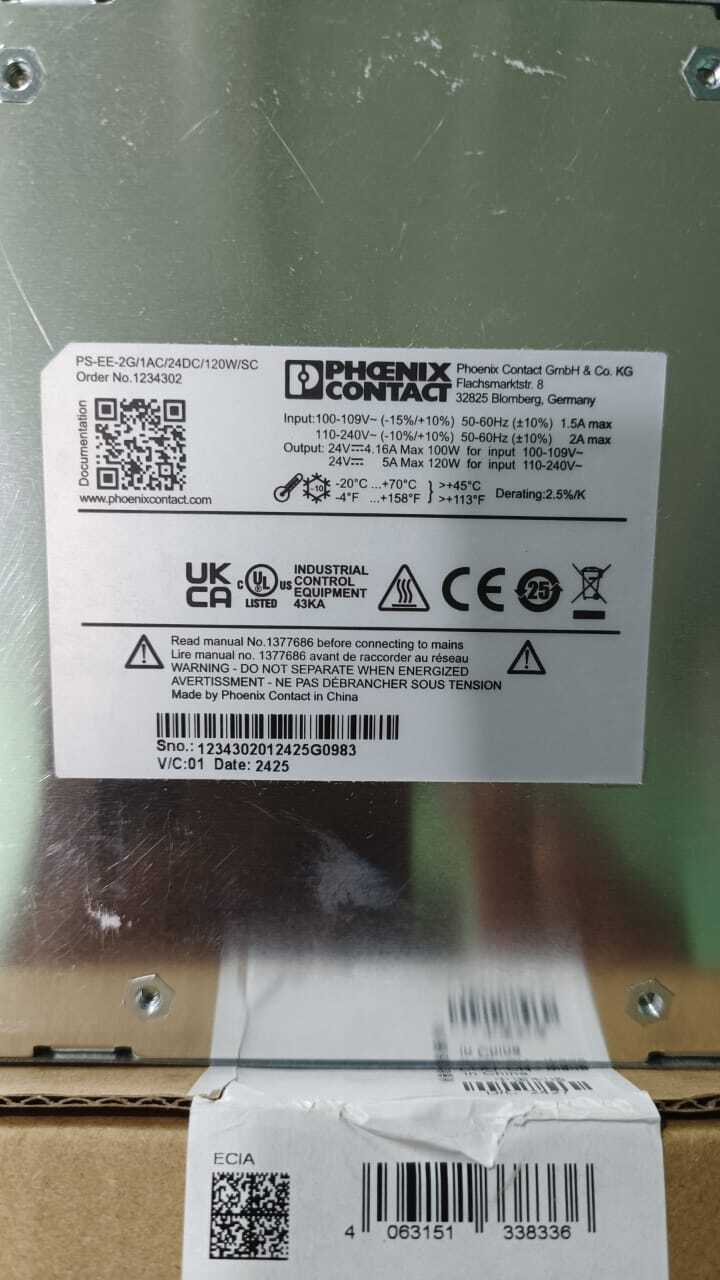 PS-EE-2G/1AC/24DC/120W/SC
Order No.1234302
Documentation
www.phoenixcontact.com
PHŒNIX
CONTACT
Phoenix Contact GmbH & Co. KG
Flachsmarktstr. 8
32825 Blomberg, Germany
Input:100-109V~ (-15%/+10%) 50-60Hz (±10%) 1.5A max
110-240V~ (-10%/+10%) 50-60Hz (±10%) 2A max
Output: 24V⎓4.16A Max 100W for input 100-109V~
24V⎓ 5A Max 120W for input 110-240V~
-10
-20°C ...+70°C } >+45°C
-4°F ...+158°F } >+113°F
Derating:2.5%/K
UK
CA
C UL US
LISTED
INDUSTRIAL
CONTROL
EQUIPMENT
43KA
CE
25
Read manual No.1377686 before connecting to mains
Lire manual no. 1377686 avant de raccorder au réseau
WARNING - DO NOT SEPARATE WHEN ENERGIZED
AVERTISSMENT - NE PAS DÉBRANCHER SOUS TENSION
Made by Phoenix Contact in China
Sno.: 1234302012425G0983
V/C:01 Date: 2425
in China
ECIA
4 063151 338336